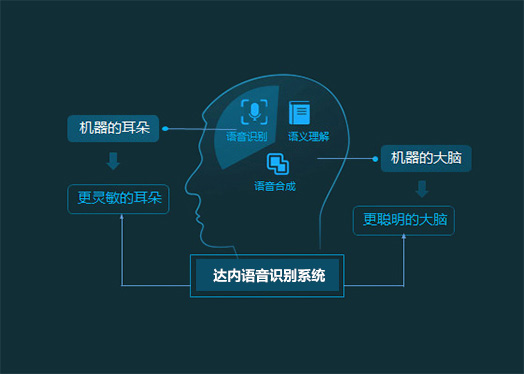 机器的耳朵
语音识别
语义理解
机器的大脑
语音合成
更灵敏的耳朵
更聪明的大脑
达内语音识别系统